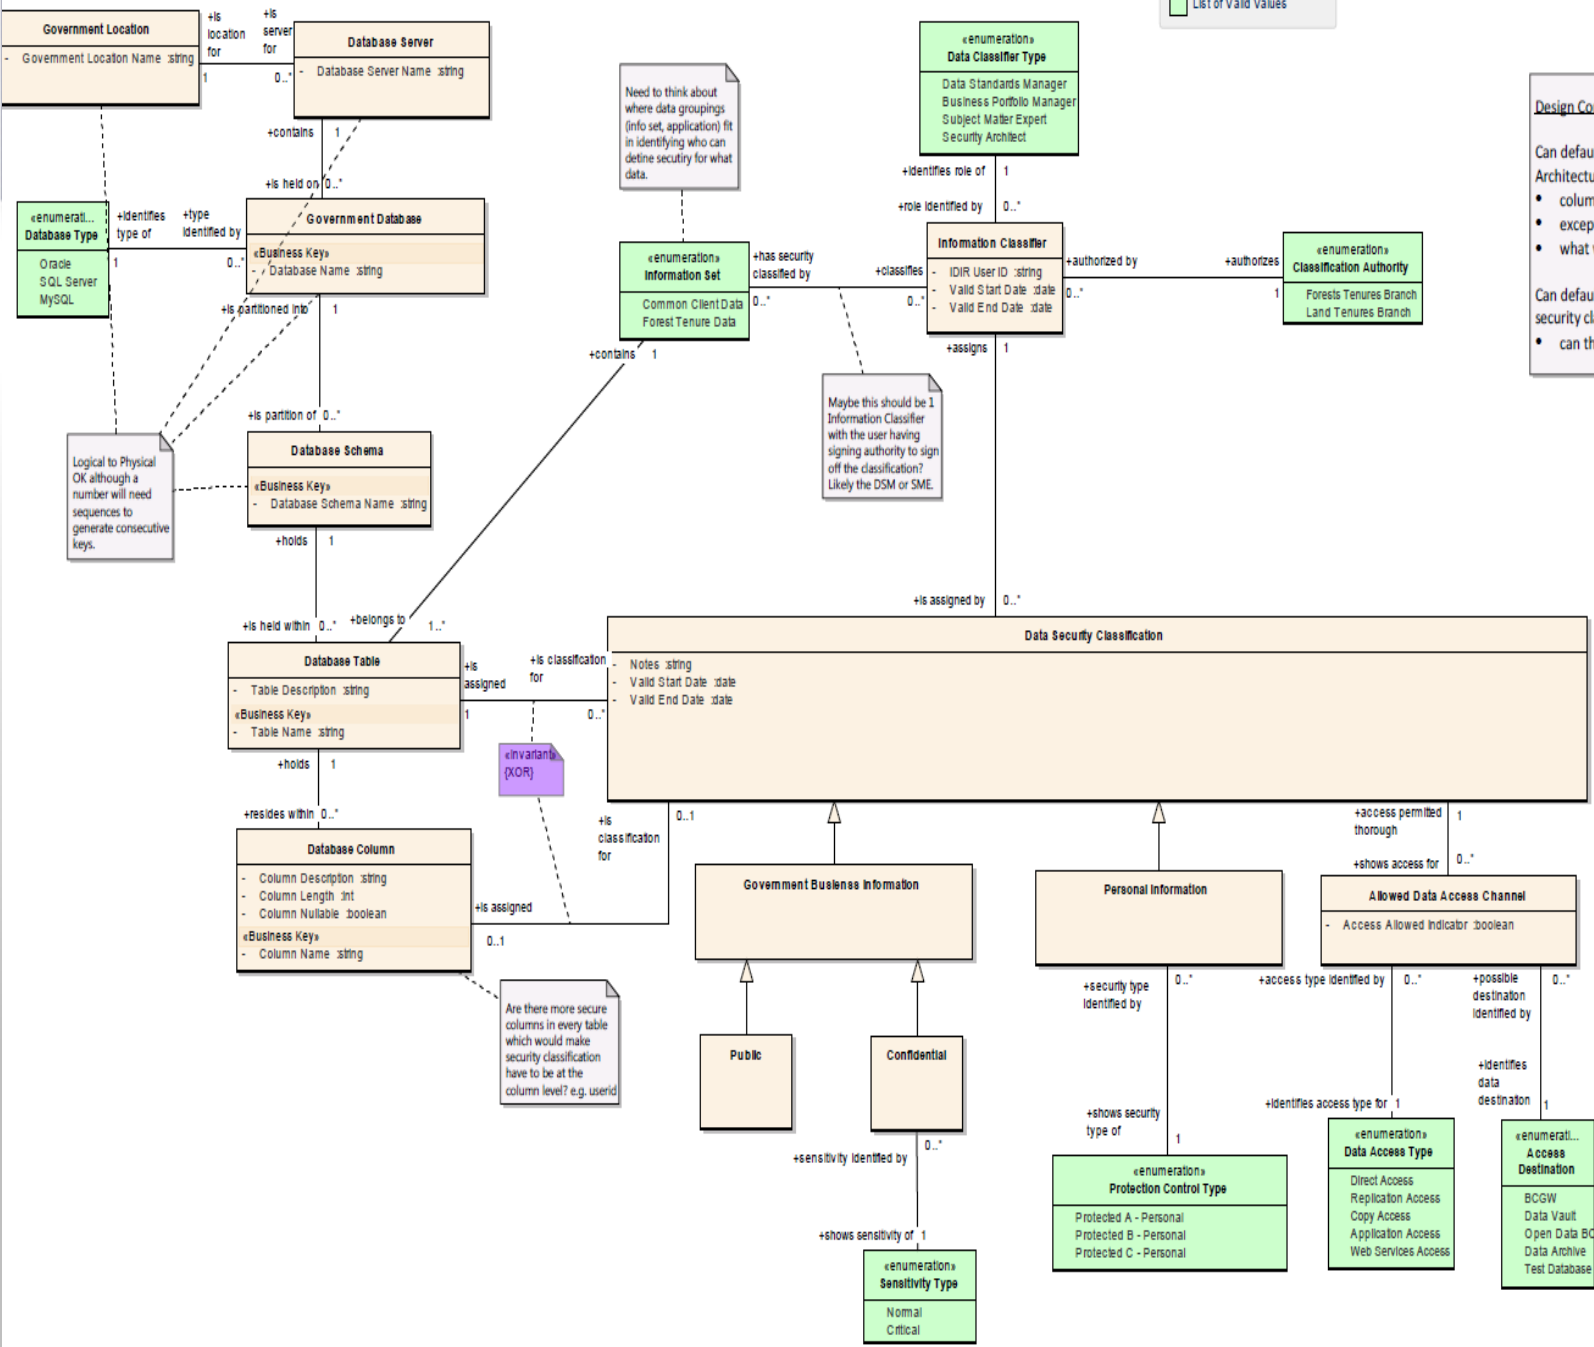 List of Valid Values
Government Location
- Government Location Name :string
+is
location
for
1
+is
server
for
0..*
Database Server
- Database Server Name :string
+contains 1
+is held on 0..*
«enumerati...
Database Type
Oracle
SQL Server
MySQL
+identifies
type of
1
+type
identified by
0..*
Government Database
«Business Key»
- Database Name :string
+is partitioned into 1
+is partition of 0..*
Database Schema
«Business Key»
- Database Schema Name :string
Logical to Physical
OK although a
number will need
sequences to
generate consecutive
keys.
+holds 1
+is held within 0..*
Need to think about
where data groupings
(info set, application) fit
in identifying who can
detine secutiry for what
data.
«enumeration»
Information Set
Common Client Data
Forest Tenure Data
+contains 1
+belongs to 1..*
+has security
classified by
0..*
+classifies
0..*
«enumeration»
Data Classifier Type
Data Standards Manager
Business Portfolio Manager
Subject Matter Expert
Security Architect
+identifies role of 1
+role identified by 0..*
Information Classifier
- IDIR User ID :string
- Valid Start Date :date
- Valid End Date :date
+authorized by
0..*
+authorizes
1
«enumeration»
Classification Authority
Forests Tenures Branch
Land Tenures Branch
Design Co
Can defau
Architectu
• colum
• excep
• what
Can defau
security cl
• can th
Maybe this should be 1
Information Classifier
with the user having
signing authority to sign
off the classification?
Likely the DSM or SME.
+assigns 1
+is assigned by 0..*
Database Table
- Table Description :string
«Business Key»
- Table Name :string
+is
assigned
1
+is classification
for
0..*
Data Security Classification
- Notes :string
- Valid Start Date :date
- Valid End Date :date
«invariant»
{XOR}
+holds 1
+resides within 0..*
Database Column
- Column Description :string
- Column Length :int
- Column Nullable :boolean
«Business Key»
- Column Name :string
+is assigned
0..1
+is
classification
for
0..1
Are there more secure
columns in every table
which would make
security classification
have to be at the
column level? e.g. userid
Government Busienss Information
Public
Confidential
0..*
+sensitivity identified by
+shows sensitivity of 1
«enumeration»
Sensitivity Type
Normal
Critical
Personal Information
+security type
identified by
0..*
+shows security
type of
1
«enumeration»
Protection Control Type
Protected A - Personal
Protected B - Personal
Protected C - Personal
+access permitted
thorough
1
+shows access for 0..*
Allowed Data Access Channel
- Access Allowed Indicator :boolean
+access type identified by 0..*
+identifies access type for 1
«enumeration»
Data Access Type
Direct Access
Replication Access
Copy Access
Application Access
Web Services Access
+possible
destination
identified by
0..*
+identifies
data
destination
1
«enumerati...
Access
Destination
BCGW
Data Vault
Open Data BC
Data Archive
Test Database